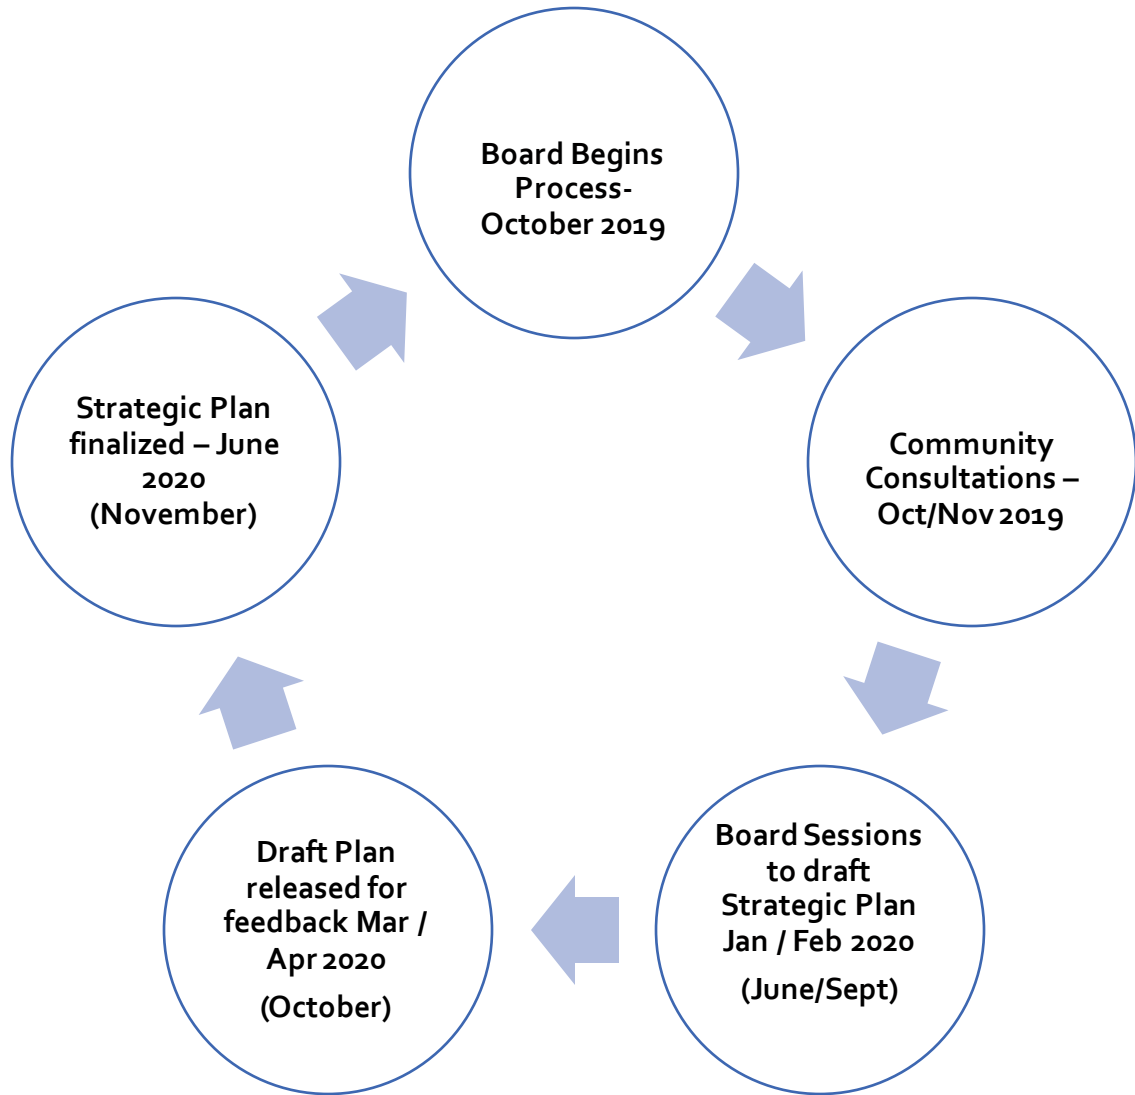 Board Begins
Process-
October 2019
Community
Consultations –
Oct/Nov 2019
Board Sessions
to draft
Strategic Plan
Jan / Feb 2020
(June/Sept)
Draft Plan
released for
feedback Mar /
Apr 2020
(October)
Strategic Plan
finalized – June
2020
(November)